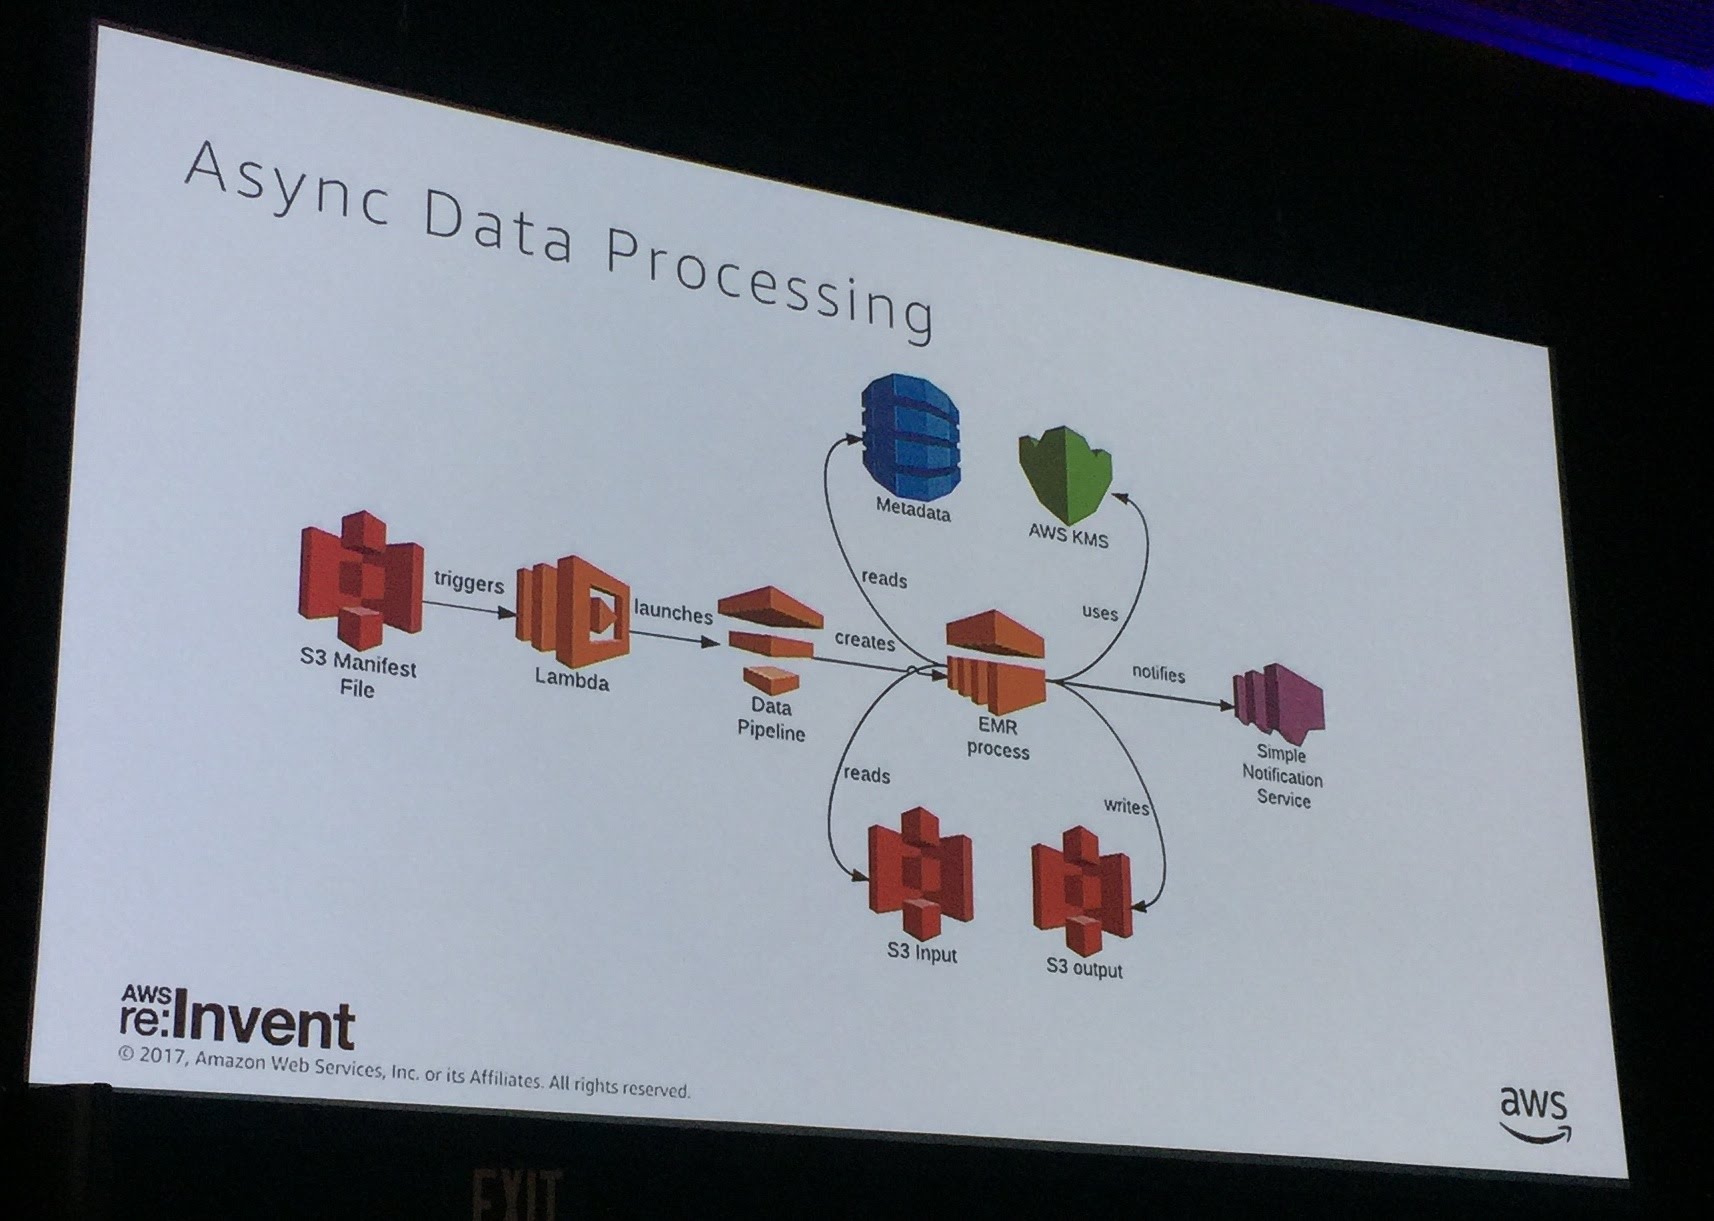 Async Data Processing
Metadata
AWS KMS
reads
uses
triggers
launches
creates
notifies
S3 Manifest
File
Lambda
Data
Pipeline
EMR
process
Simple
Notification
Service
reads
writes
S3 Input
S3 output
AWS
re:Invent
© 2017, Amazon Web Services, Inc. or its Affiliates. All rights reserved.
aws
EXIT